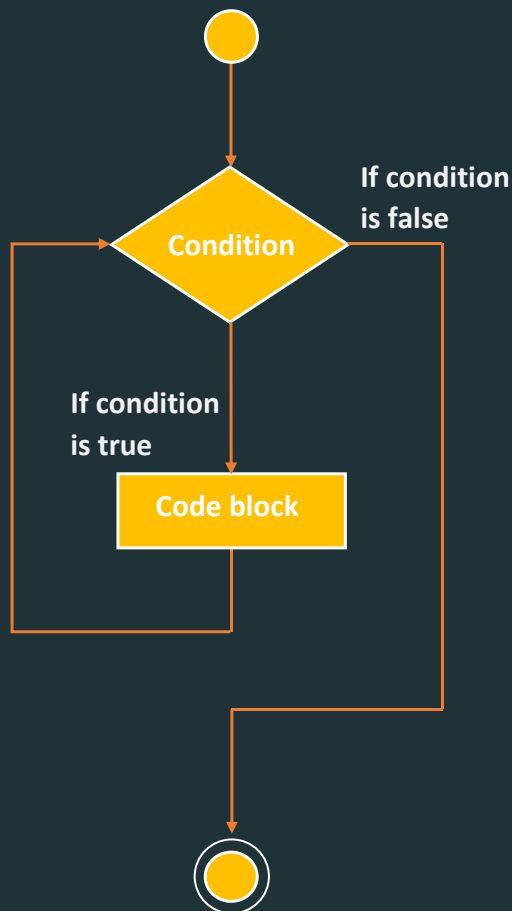 If condition
is false
Condition
If condition
is true
Code block